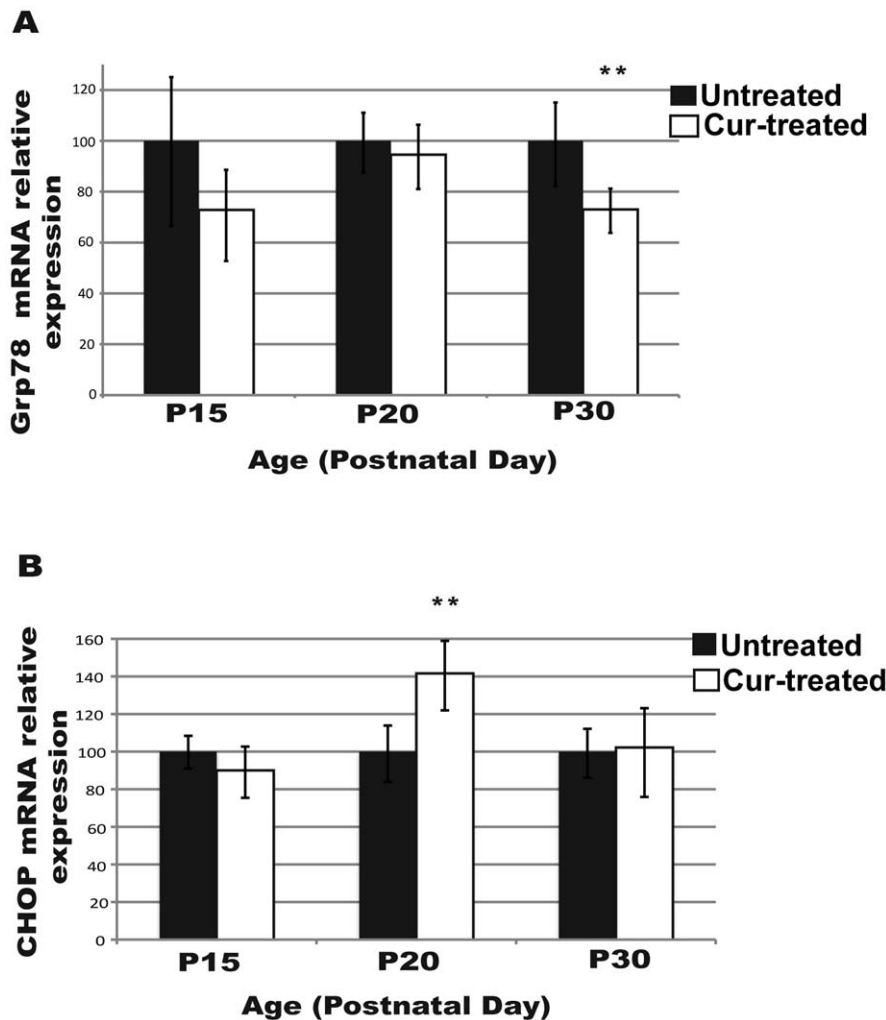 A
**
Untreated
Cur-treated
Grp78 mRNA relative
expression
120
100
80
60
40
20
0
P15 P20 P30
Age (Postnatal Day)
B
**
Untreated
Cur-treated
CHOP mRNA relative
expression
160
140
120
100
80
60
40
20
0
P15 P20 P30
Age (Postnatal Day)